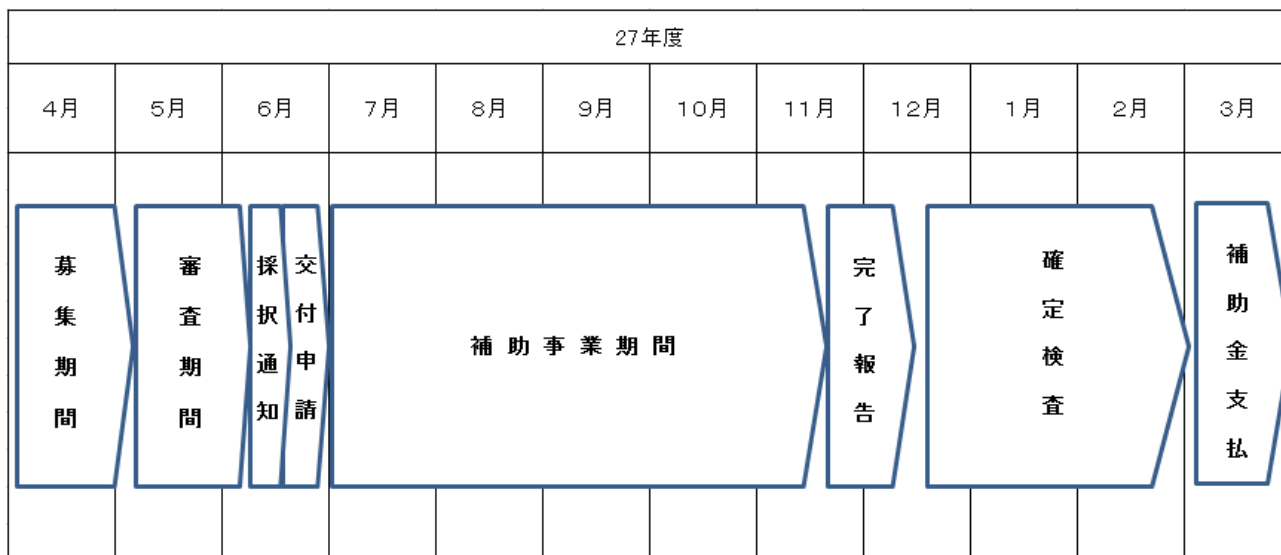 27年度
4月
5月
6月
7月
8月
9月
10月
11月
12月
1月
2月
3月
募集期間
審査期間
採択通知
交付申請
補助事業期間
完了報告
確定検査
補助金支払